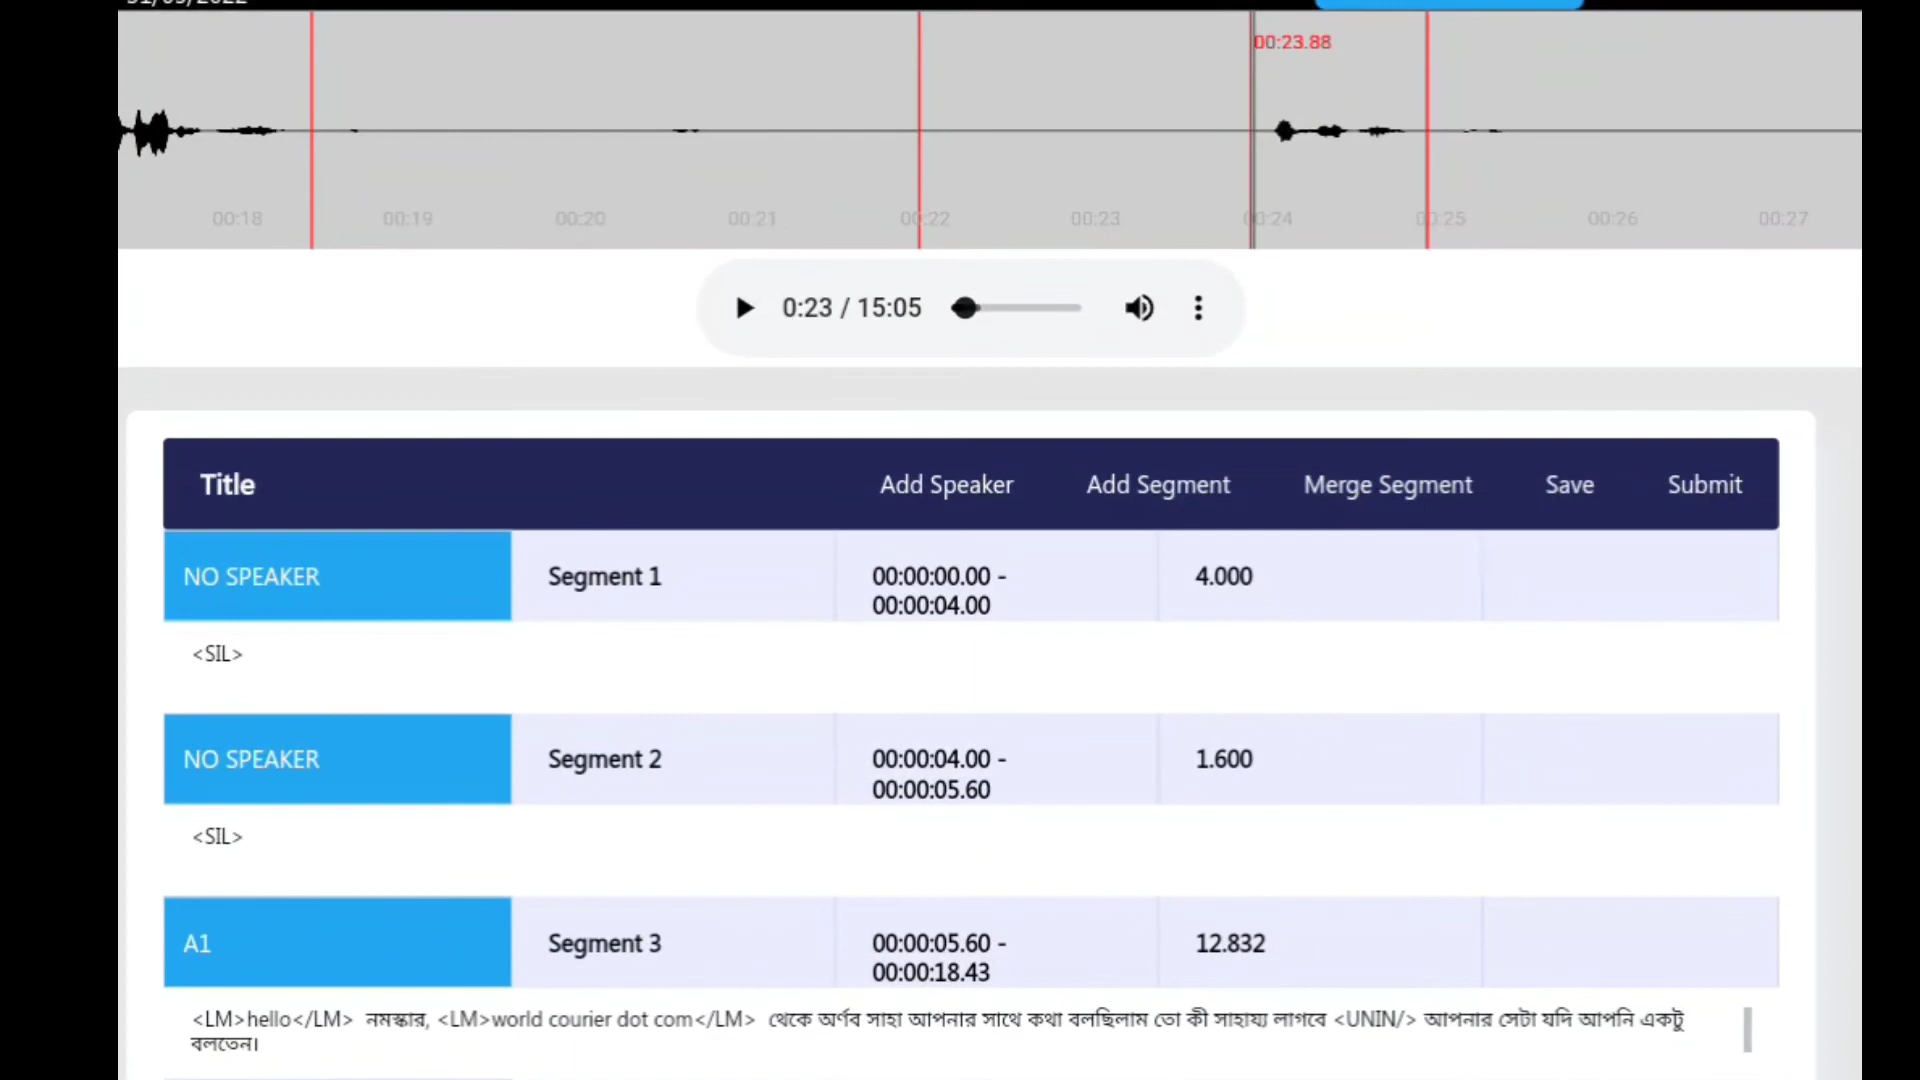 00:23.88
00:18 00:19 00:20 00:21 00:22 00:23 00:24 00:25 00:26 00:27
0:23 / 15:05
Title Add Speaker Add Segment Merge Segment Save Submit
NO SPEAKER Segment 1 00:00:00.00 - 4.000
00:00:04.00
<SIL>
NO SPEAKER Segment 2 00:00:04.00 - 1.600
00:00:05.60
<SIL>
A1 Segment 3 00:00:05.60 - 12.832
00:00:18.43
<LM>hello</LM> নমস্কার, <LM>world courier dot com</LM> থেকে অর্ণব সাহা আপনার সাথে কথা বলছিলাম তো কী সাহায্য লাগবে <UNIN/> আপনার সেটা যদি আপনি একটু
বলতেন।